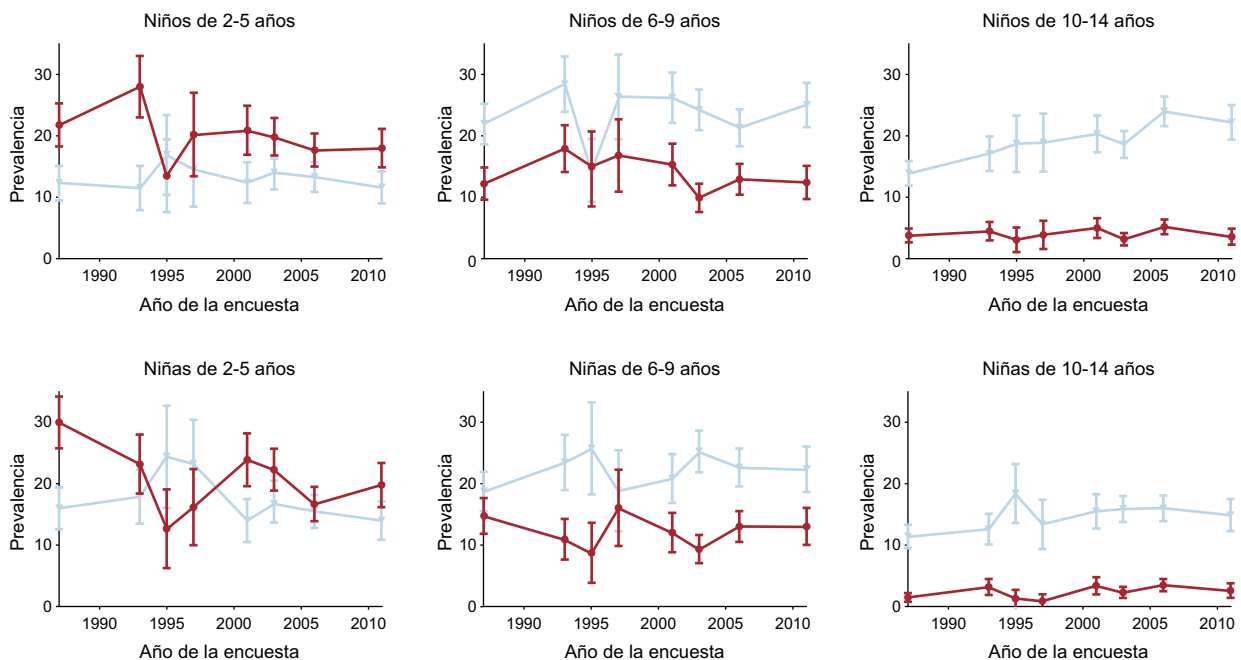 Niños de 2-5 años
Prevalencia
30
20
10
0
1990 1995 2000 2005 2010
Año de la encuesta
Niños de 6-9 años
Prevalencia
30
20
10
0
1990 1995 2000 2005 2010
Año de la encuesta
Niños de 10-14 años
Prevalencia
30
20
10
0
1990 1995 2000 2005 2010
Año de la encuesta
Niñas de 2-5 años
Prevalencia
30
20
10
0
1990 1995 2000 2005 2010
Año de la encuesta
Niñas de 6-9 años
Prevalencia
30
20
10
0
1990 1995 2000 2005 2010
Año de la encuesta
Niñas de 10-14 años
Prevalencia
30
20
10
0
1990 1995 2000 2005 2010
Año de la encuesta